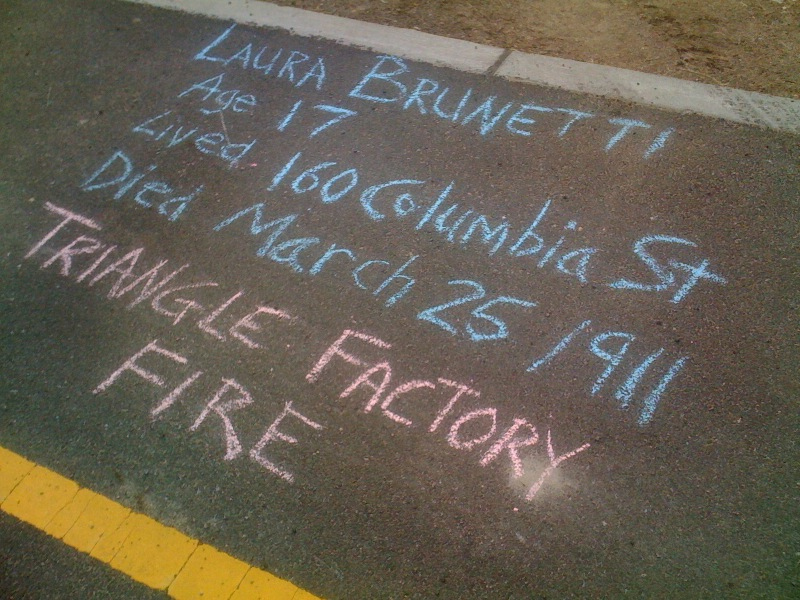 LAURA BRUNETTI
Age 17
Lived 160 Columbia St
Died March 25, 1911
TRIANGLE FACTORY
FIRE